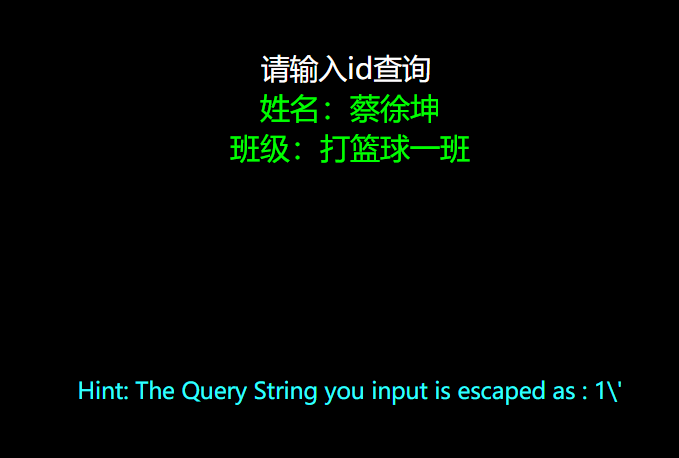 请输入id查询
姓名：蔡徐坤
班级：打篮球一班
Hint: The Query String you input is escaped as : 1\'